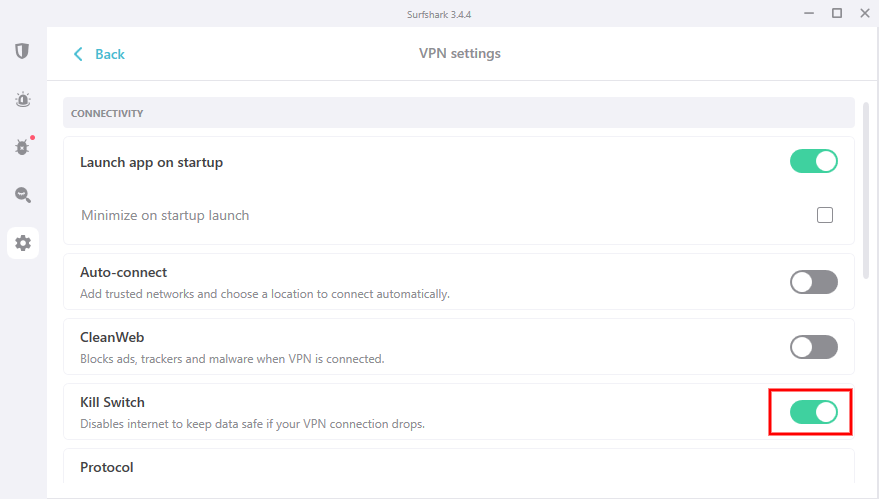 Surfshark 3.4.4
Back
VPN settings
CONNECTIVITY
Launch app on startup
Minimize on startup launch
Auto-connect
Add trusted networks and choose a location to connect automatically.
CleanWeb
Blocks ads, trackers and malware when VPN is connected.
Kill Switch
Disables internet to keep data safe if your VPN connection drops.
Protocol